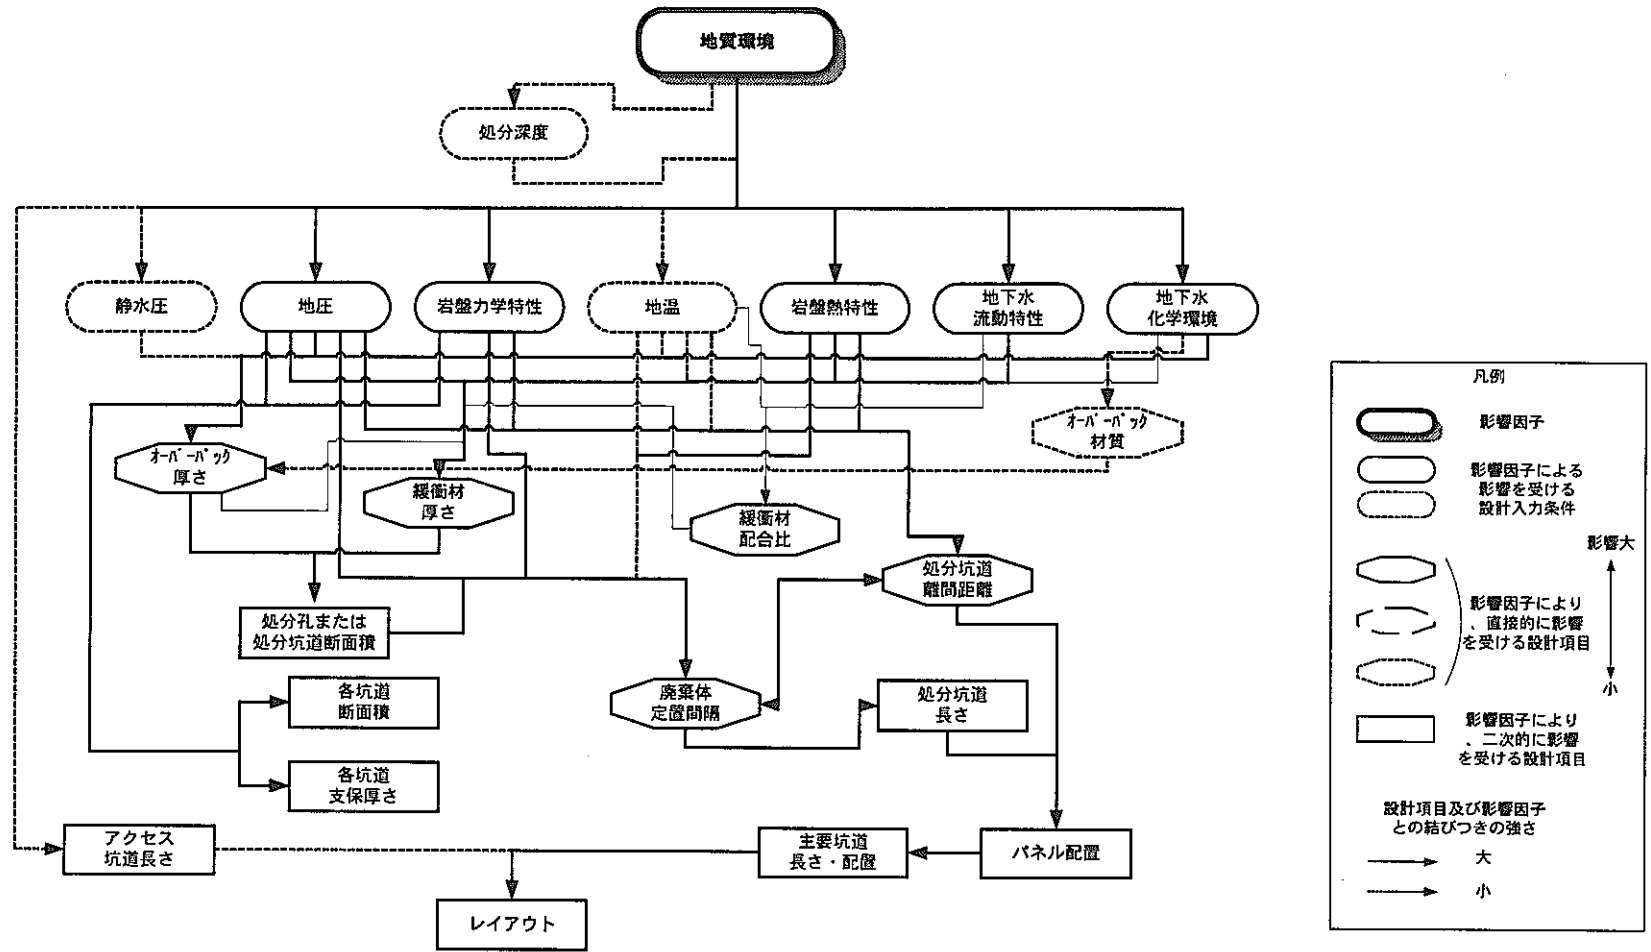 地質環境
処分深度
静水圧
地圧
岩盤力学特性
地温
岩盤熱特性
地下水
流動特性
地下水
化学環境
オーバーパック
材質
オーバーパック
厚さ
緩衝材
厚さ
緩衝材
配合比
処分坑道
離間距離
処分孔または
処分坑道断面積
各坑道
断面積
廃棄体
定置間隔
処分坑道
長さ
各坑道
支保厚さ
アクセス
坑道長さ
主要坑道
長さ・配置
パネル配置
レイアウト
凡例
影響因子
影響因子による
影響を受ける
設計入力条件
影響大
影響因子により
、直接的に影響
を受ける設計項目
小
影響因子により
、二次的に影響
を受ける設計項目
設計項目及び影響因子
との結びつきの強さ
大
小